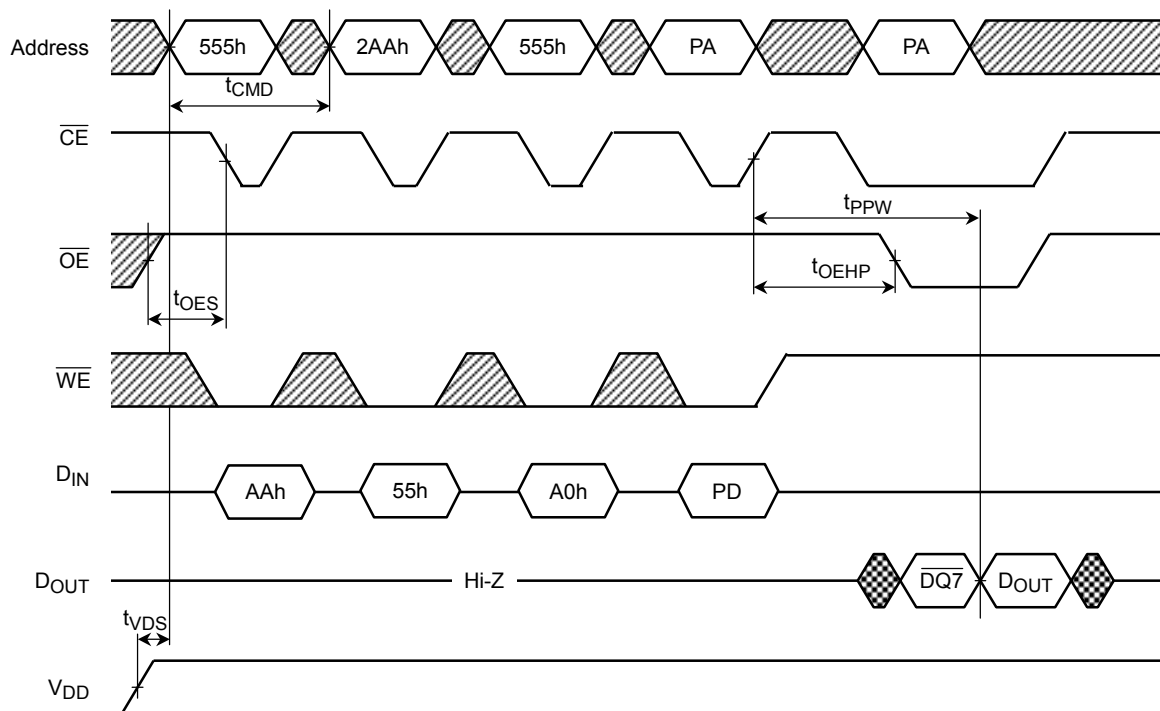 Address 555h 2AAh 555h PA PA
tCMD
CE
tPPW
OE
tOEHP
tOES
WE
DIN AAh 55h A0h PD
DOUT Hi-Z DQ7 DOUT
tVDS
VDD